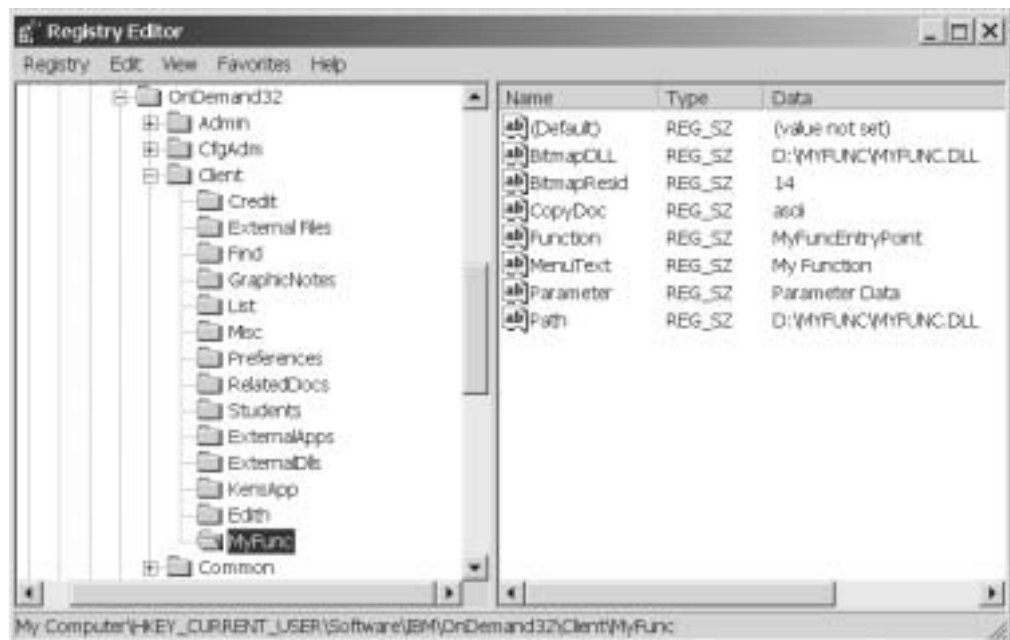 Registry Editor
Registry Edit View Favorites Help
OnDemand32
Admin
CfgAdm
Client
Credit
External Files
Find
GraphicNotes
List
Misc
Preferences
RelatedDocs
Students
ExternalApps
ExternalDlls
KensApp
Edith
MyFunc
Common
Name Type Data
(Default) REG_SZ (value not set)
BitmapDLL REG_SZ D:\MYFUNC\MYFUNC.DLL
BitmapResid REG_SZ 14
CopyDoc REG_SZ ascii
Function REG_SZ MyFuncEntryPoint
MenuText REG_SZ My Function
Parameter REG_SZ Parameter Data
Path REG_SZ D:\MYFUNC\MYFUNC.DLL
My Computer\HKEY_CURRENT_USER\Software\IBM\OnDemand32\Client\MyFunc